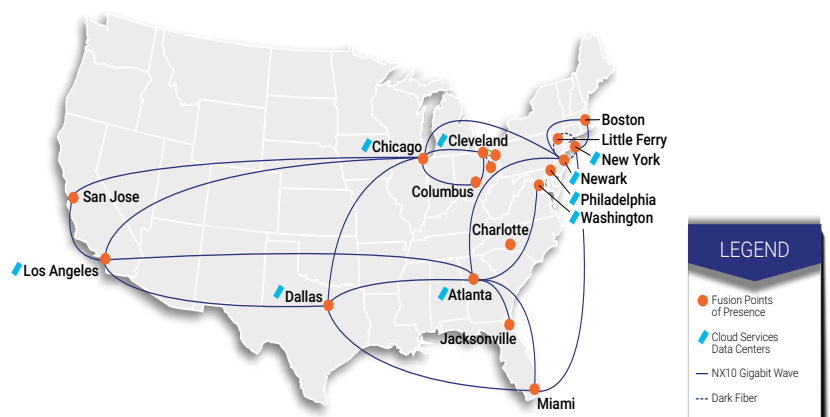 Boston
Little Ferry
New York
Newark
Philadelphia
Washington
Chicago
Cleveland
Columbus
San Jose
Charlotte
Los Angeles
Dallas
Atlanta
Jacksonville
Miami
LEGEND
Fusion Points
of Presence
Cloud Services
Data Centers
NX10 Gigabit Wave
Dark Fiber